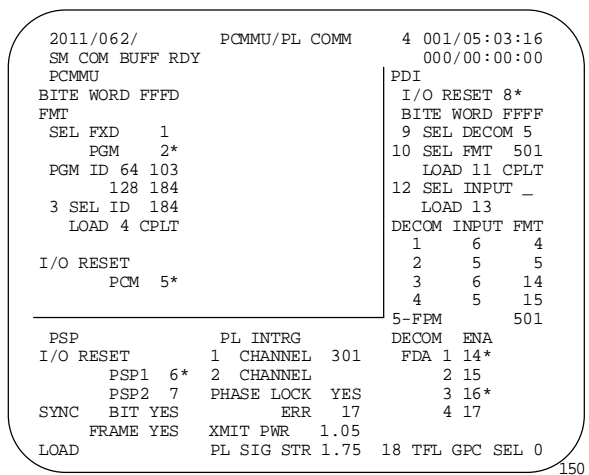 2011/062/ PCMMU/PL COMM 4 001/05:03:16
SM COM BUFF RDY 000/00:00:00
PCMMU PDI
BITE WORD FFFD I/O RESET 8*
FMT BITE WORD FFFF
SEL FXD 1 9 SEL DECOM 5
PGM 2* 10 SEL FMT 501
PGM ID 64 103 LOAD 11 CPLT
128 184 12 SEL INPUT _
3 SEL ID 184 LOAD 13
LOAD 4 CPLT DECOM INPUT FMT
1 6 4
I/O RESET 2 5 5
PCM 5* 3 6 14
4 5 15
5-FPM 501
PSP PL INTRG DECOM ENA
I/O RESET 1 CHANNEL 301 FDA 1 14*
PSP1 6* 2 CHANNEL 2 15
PSP2 7 PHASE LOCK YES 3 16*
SYNC BIT YES ERR 17 4 17
FRAME YES XMIT PWR 1.05
LOAD PL SIG STR 1.75 18 TFL GPC SEL 0
150